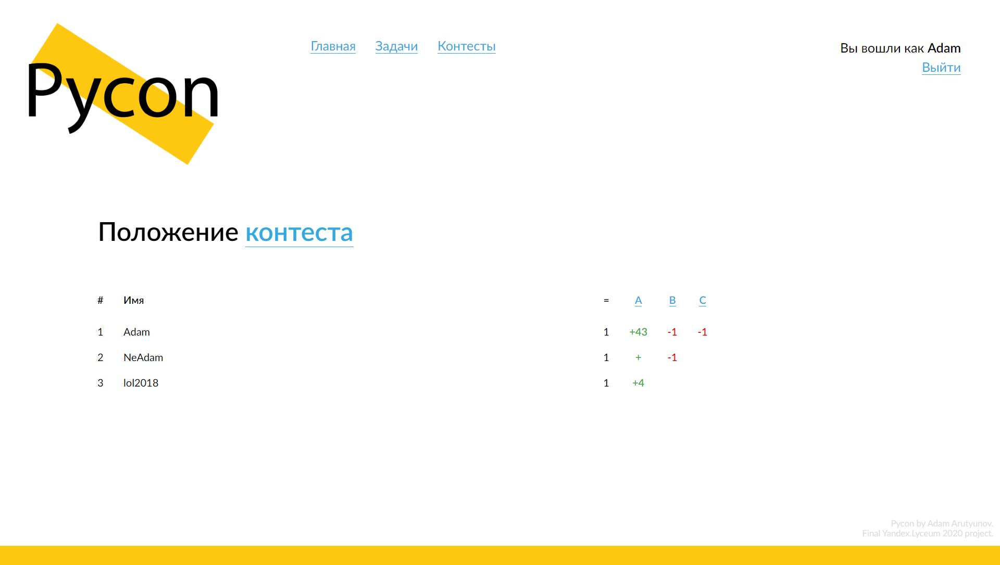 Pycon
Главная Задачи Контесты
Вы вошли как Adam
Выйти
Положение контеста
# Имя = A B C
1 Adam 1 +43 -1 -1
2 NeAdam 1 + -1
3 lol2018 1 +4
Pycon by Adam Arutyunov.
Final Yandex.Lyceum 2020 project.